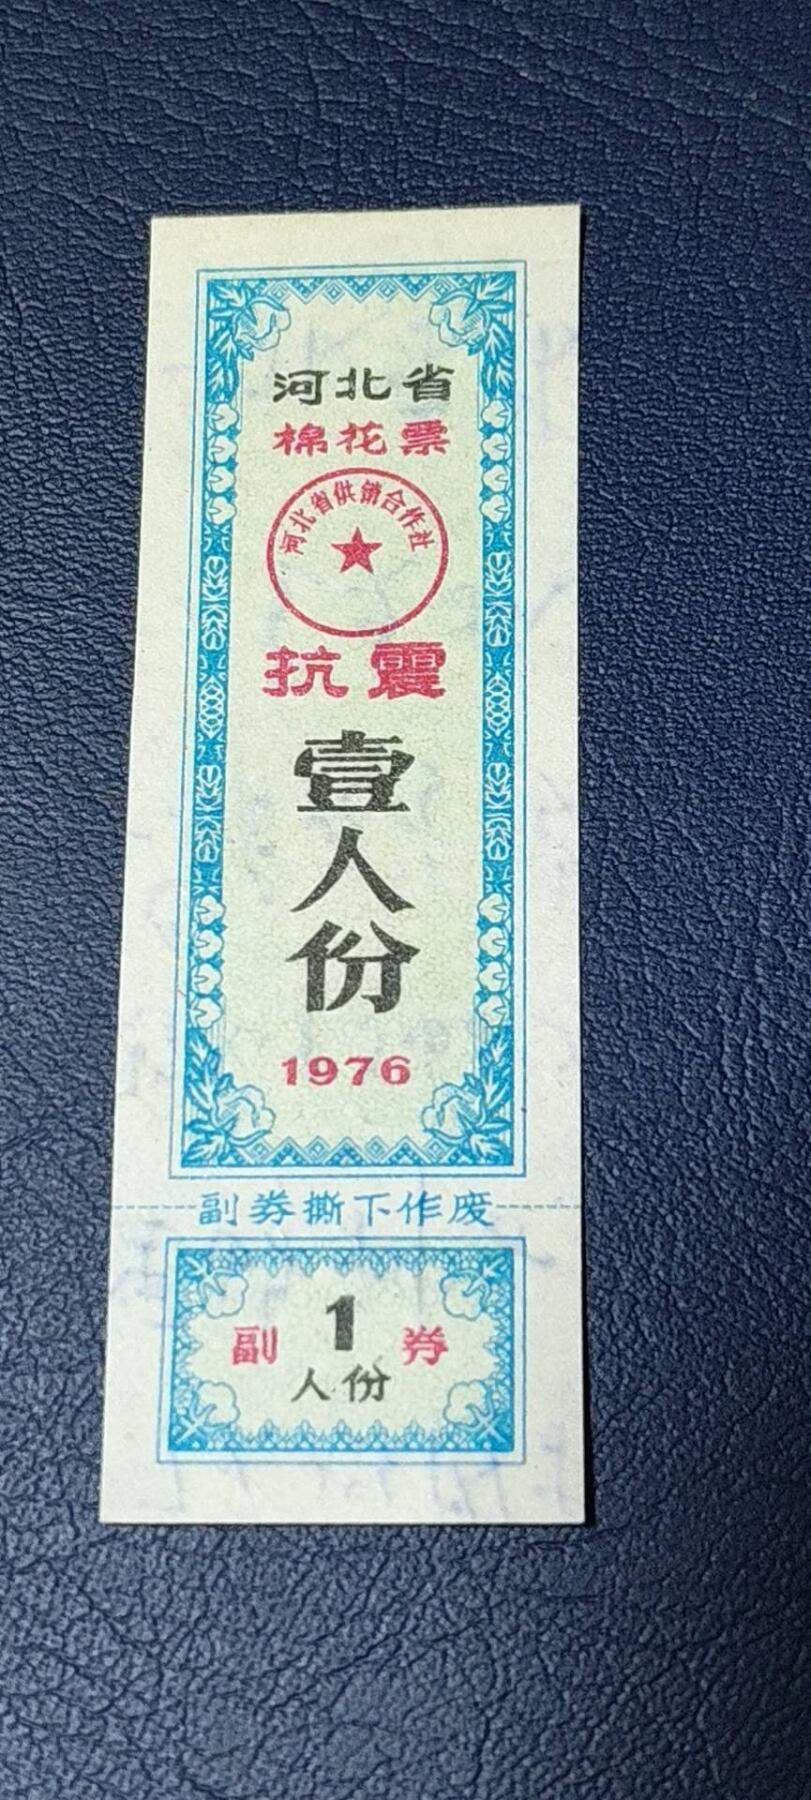 河北省
棉花票
河北省供销合作社
抗震
壹
人
份
1976
副券撕下作废
副 1 券
人份